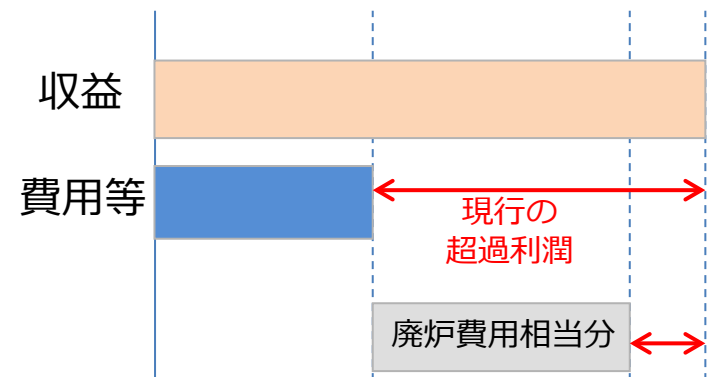 収益
費用等
現行の
超過利潤
廃炉費用相当分